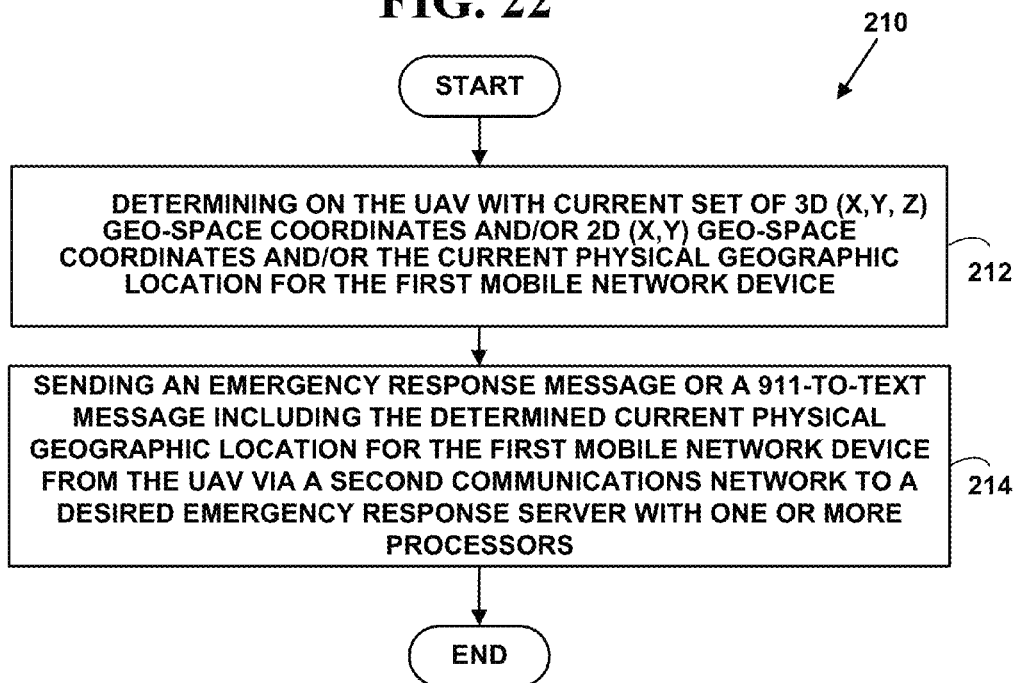 FIG. 22
210
START
DETERMINING ON THE UAV WITH CURRENT SET OF 3D (X,Y, Z)
GEO-SPACE COORDINATES AND/OR 2D (X,Y) GEO-SPACE
COORDINATES AND/OR THE CURRENT PHYSICAL GEOGRAPHIC
LOCATION FOR THE FIRST MOBILE NETWORK DEVICE
212
SENDING AN EMERGENCY RESPONSE MESSAGE OR A 911-TO-TEXT
MESSAGE INCLUDING THE DETERMINED CURRENT PHYSICAL
GEOGRAPHIC LOCATION FOR THE FIRST MOBILE NETWORK DEVICE
FROM THE UAV VIA A SECOND COMMUNICATIONS NETWORK TO A
DESIRED EMERGENCY RESPONSE SERVER WITH ONE OR MORE
PROCESSORS
214
END